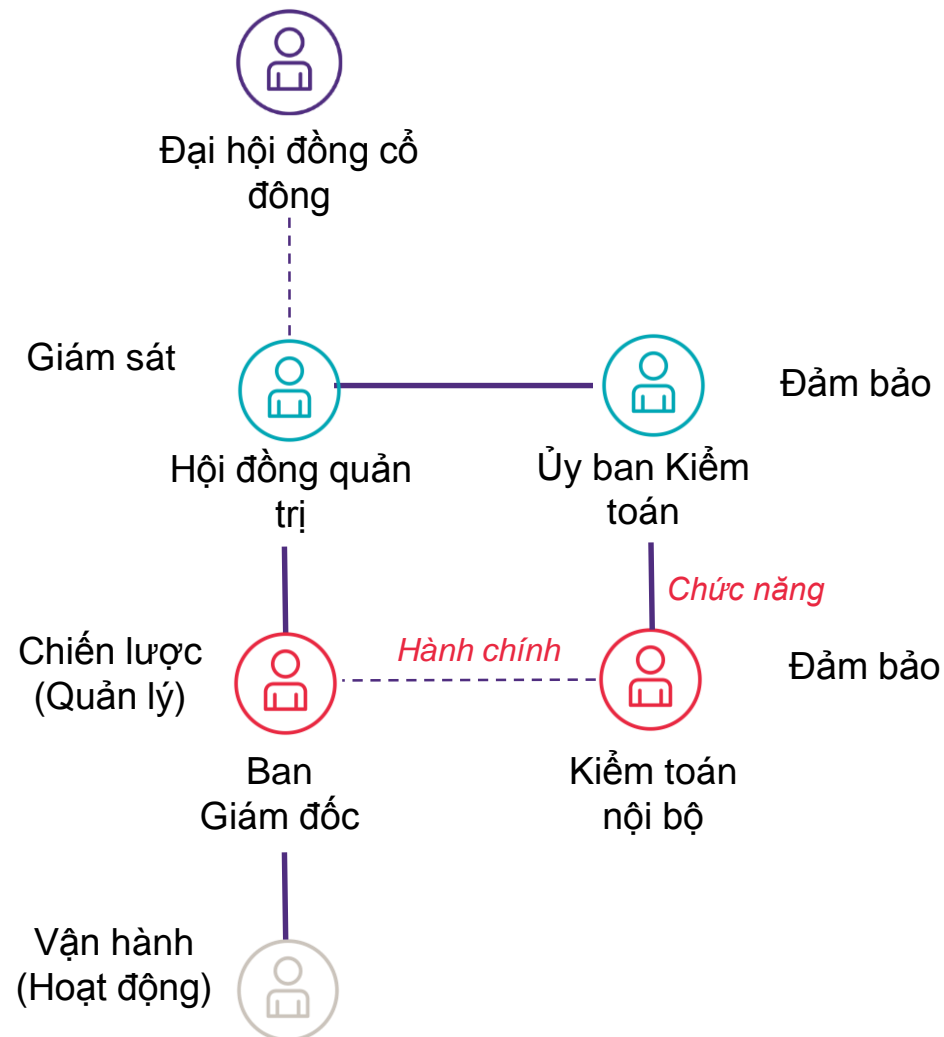 Đại hội đồng cổ
đông
Giám sát
Đảm bảo
Hội đồng quản
trị
Ủy ban Kiểm
toán
Chức năng
Chiến lược
(Quản lý)
Hành chính
Đảm bảo
Ban
Giám đốc
Kiểm toán
nội bộ
Vận hành
(Hoạt động)